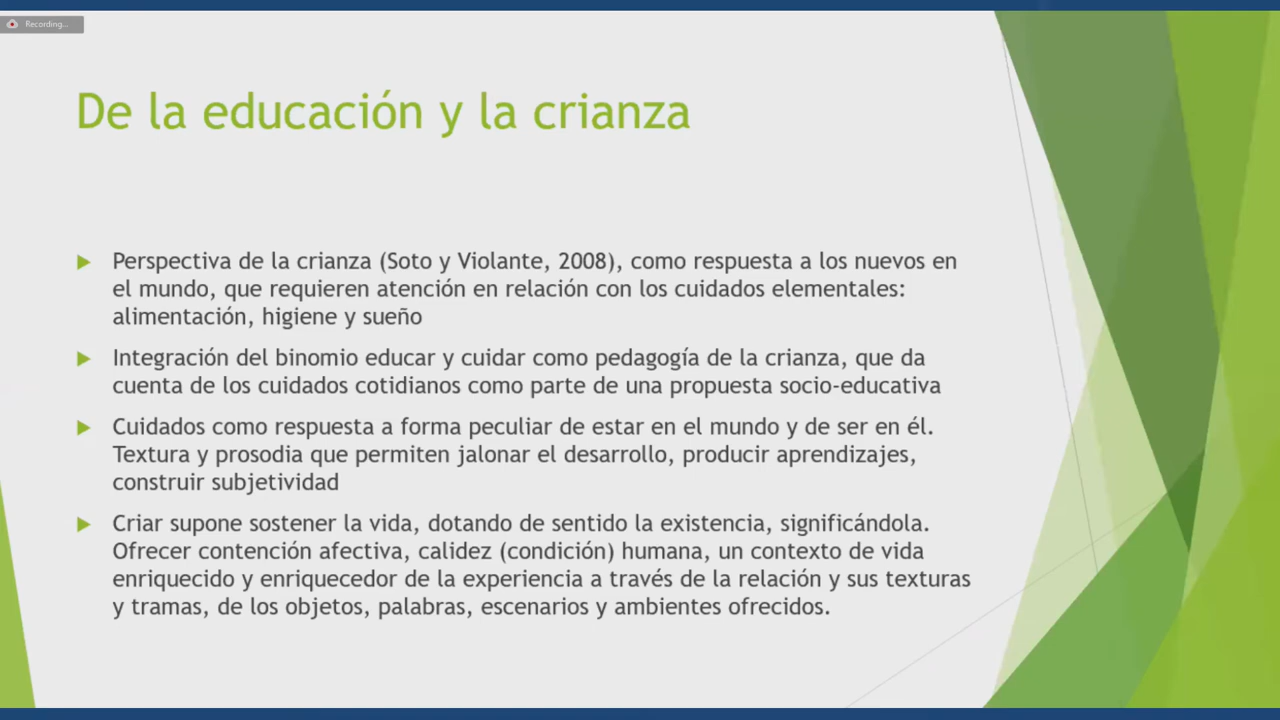 Recording...
De la educación y la crianza
Perspectiva de la crianza (Soto y Violante, 2008), como respuesta a los nuevos en
el mundo, que requieren atención en relación con los cuidados elementales:
alimentación, higiene y sueño
Integración del binomio educar y cuidar como pedagogía de la crianza, que da
cuenta de los cuidados cotidianos como parte de una propuesta socio-educativa
Cuidados como respuesta a forma peculiar de estar en el mundo y de ser en él.
Textura y prosodia que permiten jalonar el desarrollo, producir aprendizajes,
construir subjetividad
Criar supone sostener la vida, dotando de sentido la existencia, significándola.
Ofrecer contención afectiva, calidez (condición) humana, un contexto de vida
enriquecido y enriquecedor de la experiencia a través de la relación y sus texturas
y tramas, de los objetos, palabras, escenarios y ambientes ofrecidos.